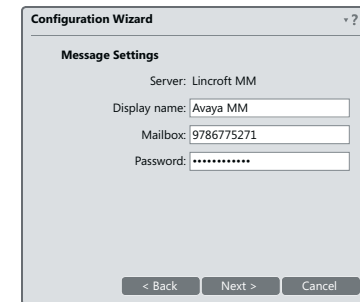 Configuration Wizard ?
Message Settings
Server: Lincroft MM
Display name: Avaya MM
Mailbox: 9786775271
Password: ••••••••••••
< Back Next > Cancel